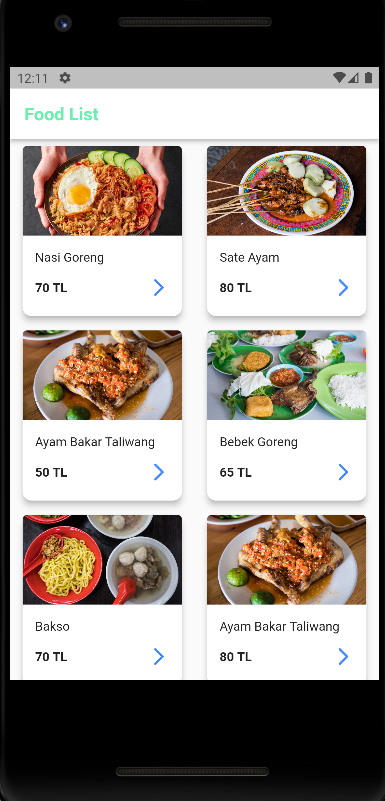 12:11
Food List
Nasi Goreng
70 TL
Sate Ayam
80 TL
Ayam Bakar Taliwang
50 TL
Bebek Goreng
65 TL
Bakso
70 TL
Ayam Bakar Taliwang
80 TL